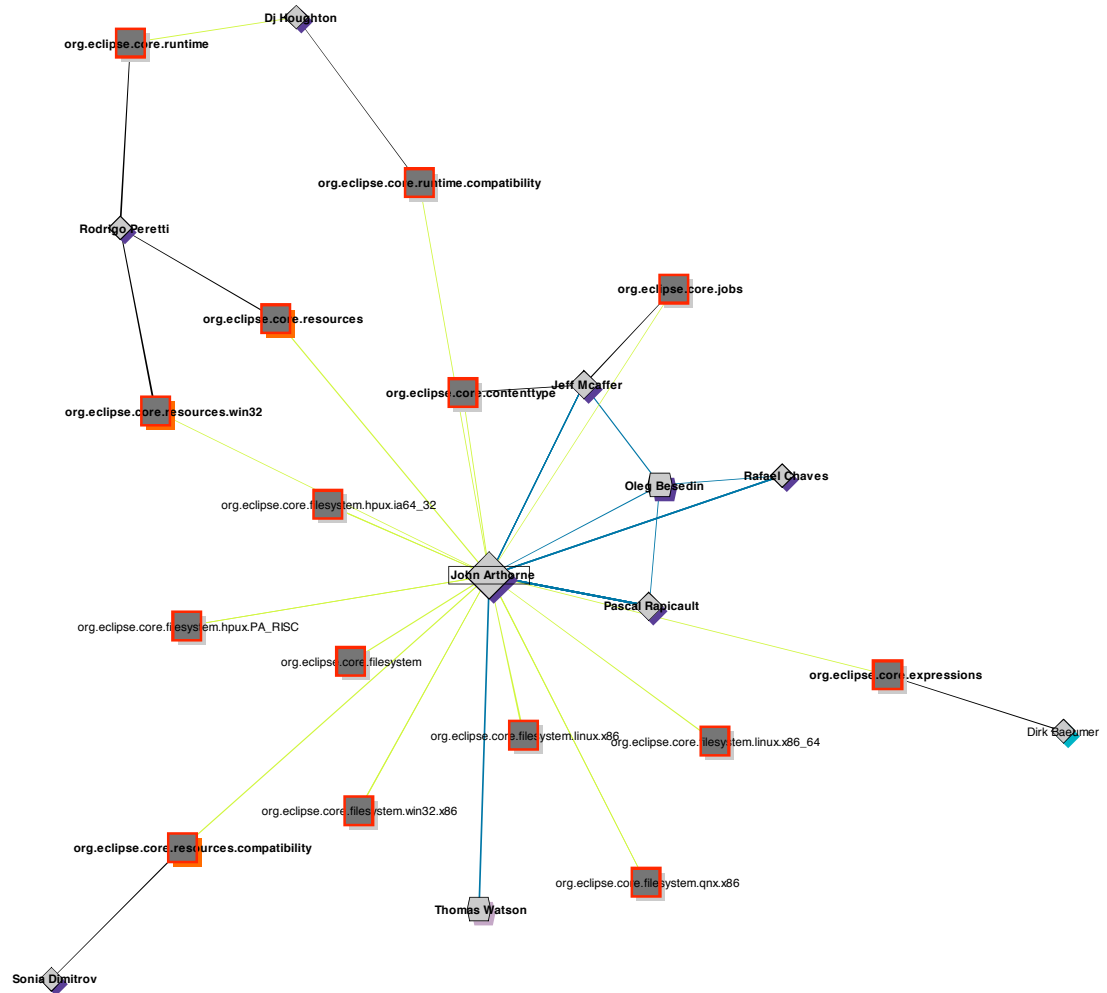 Dj Houghton
org.eclipse.core.runtime
org.eclipse.core.runtime.compatibility
Rodrigo Peretti
org.eclipse.core.jobs
org.eclipse.core.resources
Jeff Mcaffer
org.eclipse.core.contenttype
org.eclipse.core.resources.win32
Rafael Chaves
Oleg Besedin
org.eclipse.core.filesystem.hpux.ia64_32
John Arthorne
Pascal Rapicault
org.eclipse.core.filesystem.hpux.PA_RISC
org.eclipse.core.filesystem
org.eclipse.core.expressions
Dirk Baeumer
org.eclipse.core.filesystem.linux.x86
org.eclipse.core.filesystem.linux.x86_64
org.eclipse.core.filesystem.win32.x86
org.eclipse.core.resources.compatibility
org.eclipse.core.filesystem.qnx.x86
Thomas Watson
Sonia Dimitrov